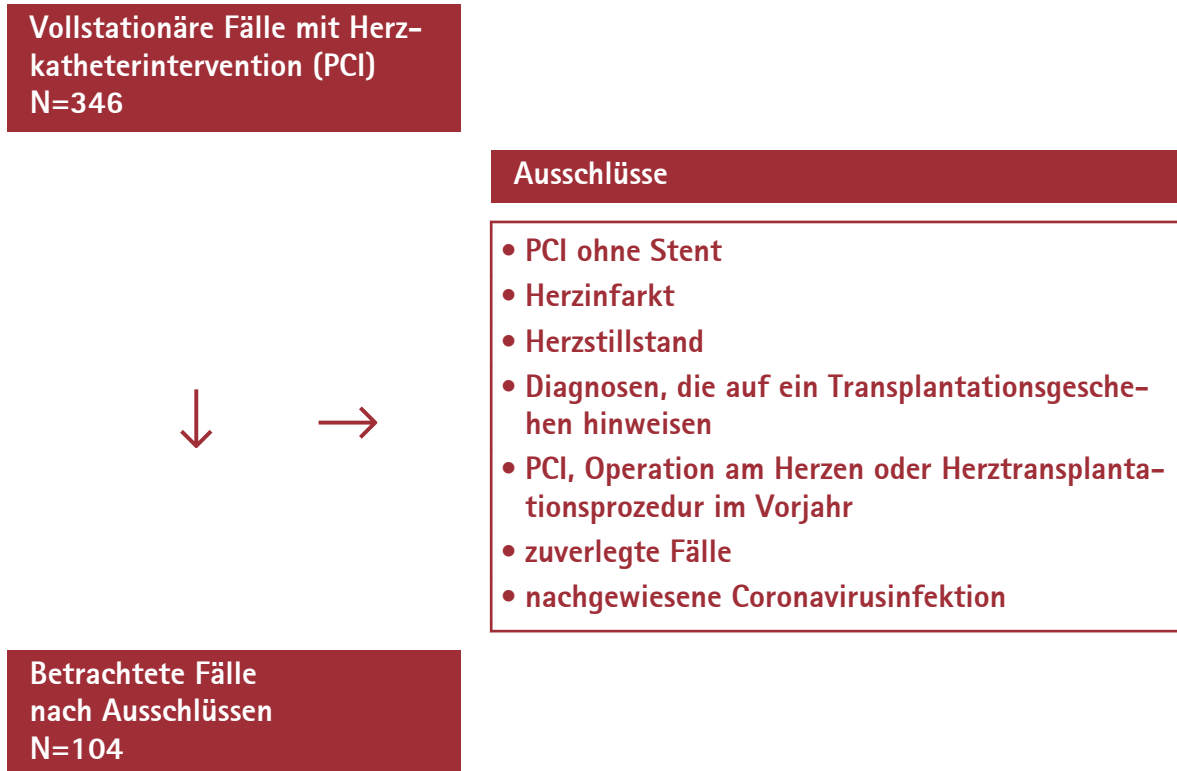 Vollstationäre Fälle mit Herz-
katheterintervention (PCI)
N=346
Ausschlüsse
• PCI ohne Stent
• Herzinfarkt
• Herzstillstand
• Diagnosen, die auf ein Transplantationsgesche-
hen hinweisen
• PCI, Operation am Herzen oder Herztransplanta-
tionsprozedur im Vorjahr
• zuverlegte Fälle
• nachgewiesene Coronavirusinfektion
Betrachtete Fälle
nach Ausschlüssen
N=104